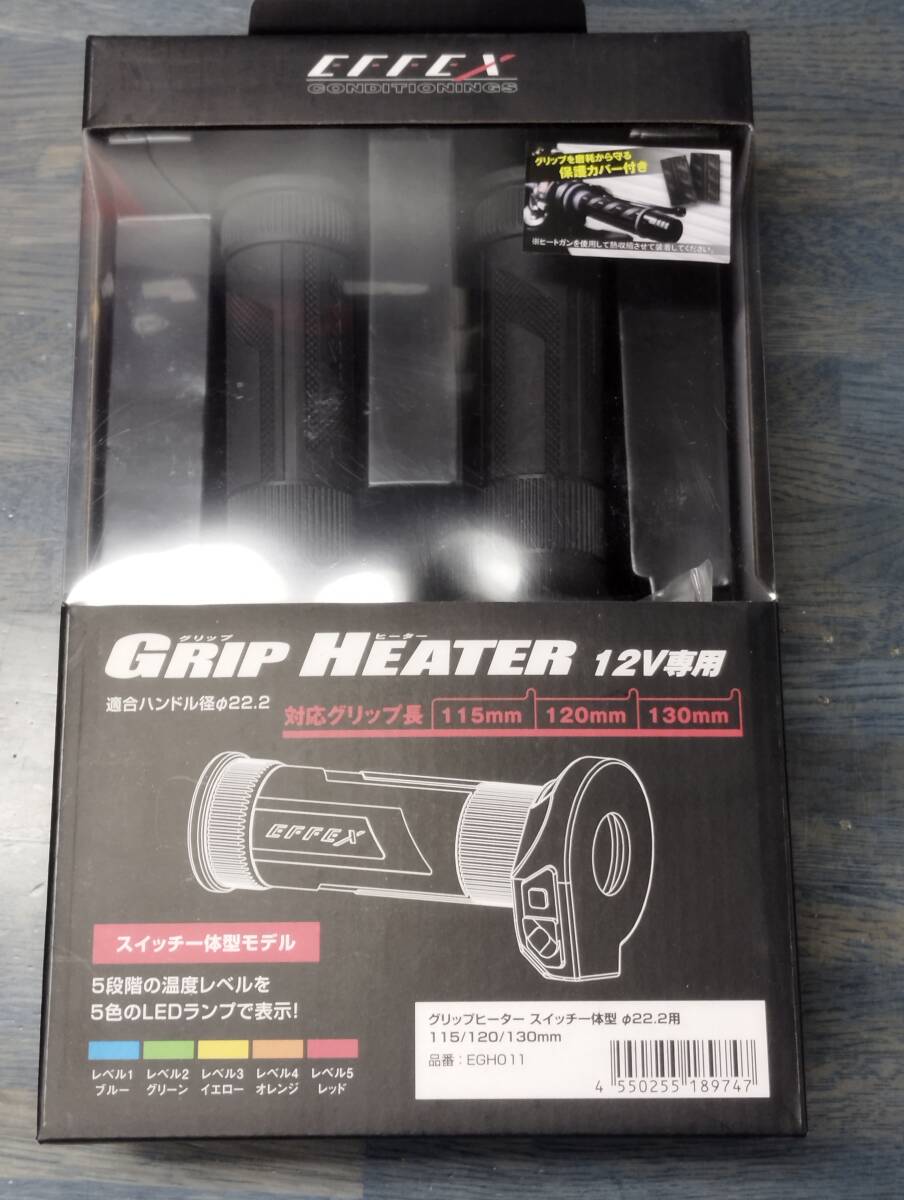 EFFEX
CONDITIONINGS
グリップを磨耗から守る
保護カバー付き
※ヒートガンを使用して熱収縮させて装着してください。
グリップ ヒーター
GRIP HEATER 12V専用
適合ハンドル径φ22.2
対応グリップ長 115mm 120mm 130mm
EFFEX
スイッチ一体型モデル
5段階の温度レベルを
5色のLEDランプで表示!
レベル1 レベル2 レベル3 レベル4 レベル5
ブルー グリーン イエロー オレンジ レッド
グリップヒーター スイッチ一体型 φ22.2用
115/120/130mm
品番：EGH011
4 550255 189747